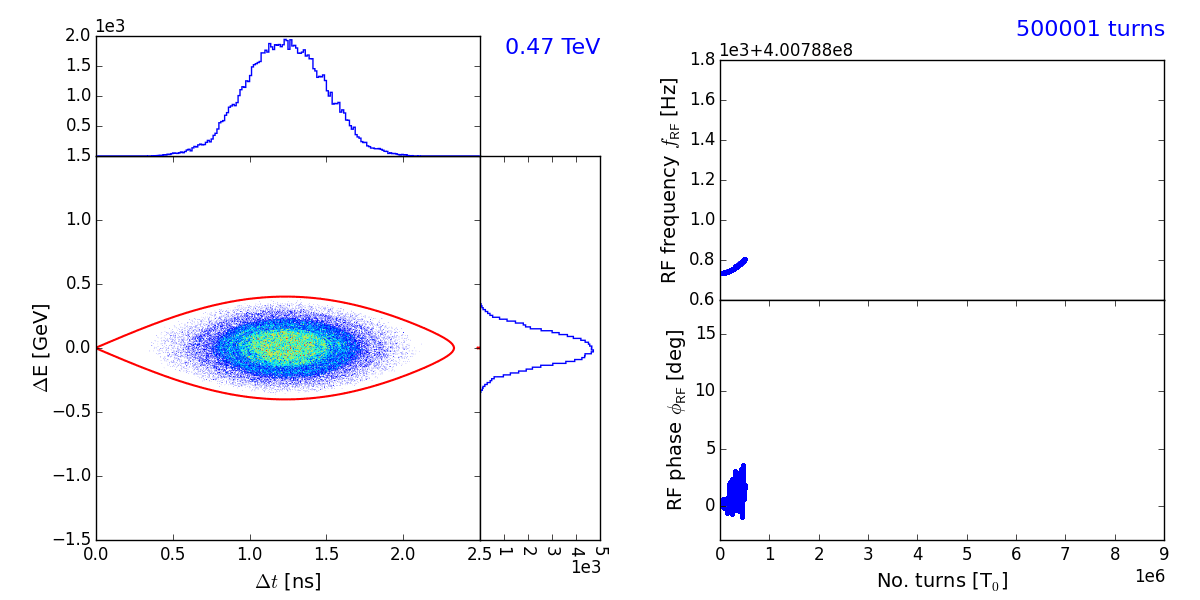 1e3
0.47 TeV
2.0
1.5
1.0
0.5
1.5
1.0
0.5
0.0
−0.5
−1.0
−1.5
ΔE [GeV]
0.0 0.5 1.0 1.5 2.0 2.5
Δt [ns]
1 2 3 4 5
1e3
500001 turns
1e3+4.00788e8
1.8
1.6
1.4
1.2
1.0
0.8
0.6
RF frequency f_RF [Hz]
15
10
5
0
RF phase ϕ_RF [deg]
0 1 2 3 4 5 6 7 8 9
1e6
No. turns [T_0]